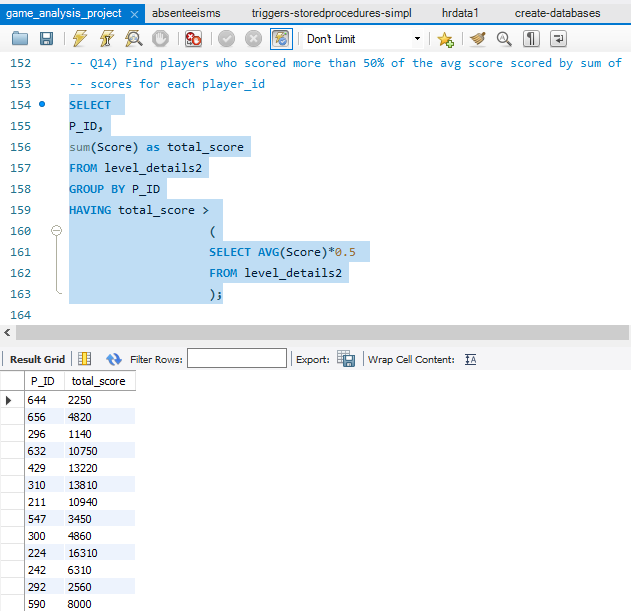 game_analysis_project × absenteeisms triggers-storedprocedures-simpl hrdata1 create-databases
Don't Limit
152 -- Q14) Find players who scored more than 50% of the avg score scored by sum of
153 -- scores for each player_id
154 SELECT
155 P_ID,
156 sum(Score) as total_score
157 FROM level_details2
158 GROUP BY P_ID
159 HAVING total_score >
160 (
161 SELECT AVG(Score)*0.5
162 FROM level_details2
163 );
164
Result Grid Filter Rows: Export: Wrap Cell Content: IA
P_ID total_score
644 2250
656 4820
296 1140
632 10750
429 13220
310 13810
211 10940
547 3450
300 4860
224 16310
242 6310
292 2560
590 8000